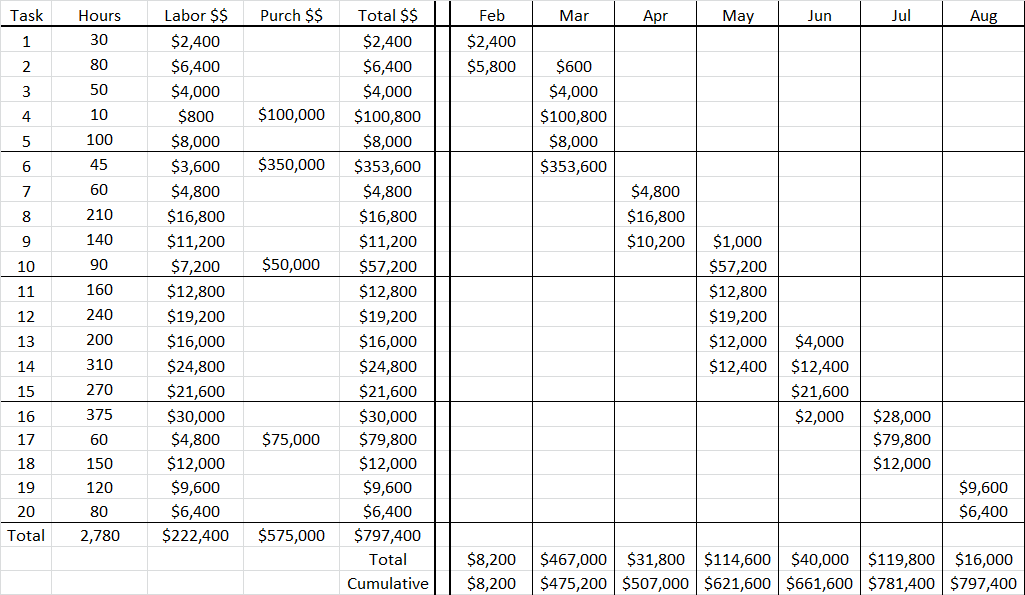 Task Hours Labor $$ Purch $$ Total $$ Feb Mar Apr May Jun Jul Aug
1 30 $2,400 $2,400 $2,400
2 80 $6,400 $6,400 $5,800 $600
3 50 $4,000 $4,000 $4,000
4 10 $800 $100,000 $100,800 $100,800
5 100 $8,000 $8,000 $8,000
6 45 $3,600 $350,000 $353,600 $353,600
7 60 $4,800 $4,800 $4,800
8 210 $16,800 $16,800 $16,800
9 140 $11,200 $11,200 $10,200 $1,000
10 90 $7,200 $50,000 $57,200 $57,200
11 160 $12,800 $12,800 $12,800
12 240 $19,200 $19,200 $19,200
13 200 $16,000 $16,000 $12,000 $4,000
14 310 $24,800 $24,800 $12,400 $12,400
15 270 $21,600 $21,600 $21,600
16 375 $30,000 $30,000 $2,000 $28,000
17 60 $4,800 $75,000 $79,800 $79,800
18 150 $12,000 $12,000 $12,000
19 120 $9,600 $9,600 $9,600
20 80 $6,400 $6,400 $6,400
Total 2,780 $222,400 $575,000 $797,400
Total $8,200 $467,000 $31,800 $114,600 $40,000 $119,800 $16,000
Cumulative $8,200 $475,200 $507,000 $621,600 $661,600 $781,400 $797,400